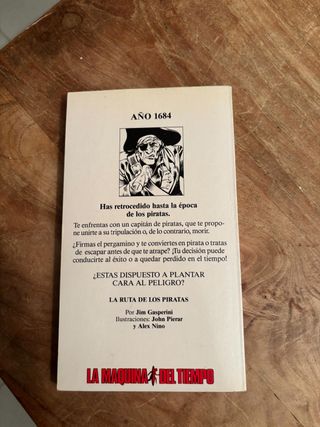 AÑO 1684
Has retrocedido hasta la época
de los piratas.
Te enfrentas con un capitán de piratas, que te propo-
ne unirte a su tripulación o, de lo contrario, morir.
¿Firmas el pergamino y te conviertes en pirata o tratas
de escapar antes de que te atrape? ¡Tu decisión puede
conducirte al éxito o a quedar perdido en el tiempo!
¿ESTAS DISPUESTO A PLANTAR
CARA AL PELIGRO?
LA RUTA DE LOS PIRATAS
Por Jim Gasperini
Ilustraciones: John Pierar
y Alex Nino
LA MAQUINA DEL TIEMPO